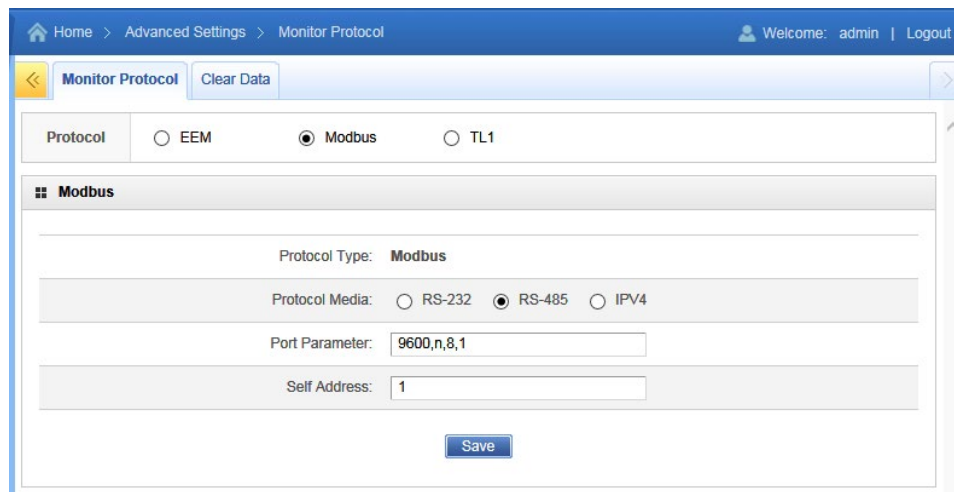 Home > Advanced Settings > Monitor Protocol Welcome: admin | Logout
Monitor Protocol Clear Data
Protocol EEM Modbus TL1
Modbus
Protocol Type: Modbus
Protocol Media: RS-232 RS-485 IPV4
Port Parameter: 9600,n,8,1
Self Address: 1
Save